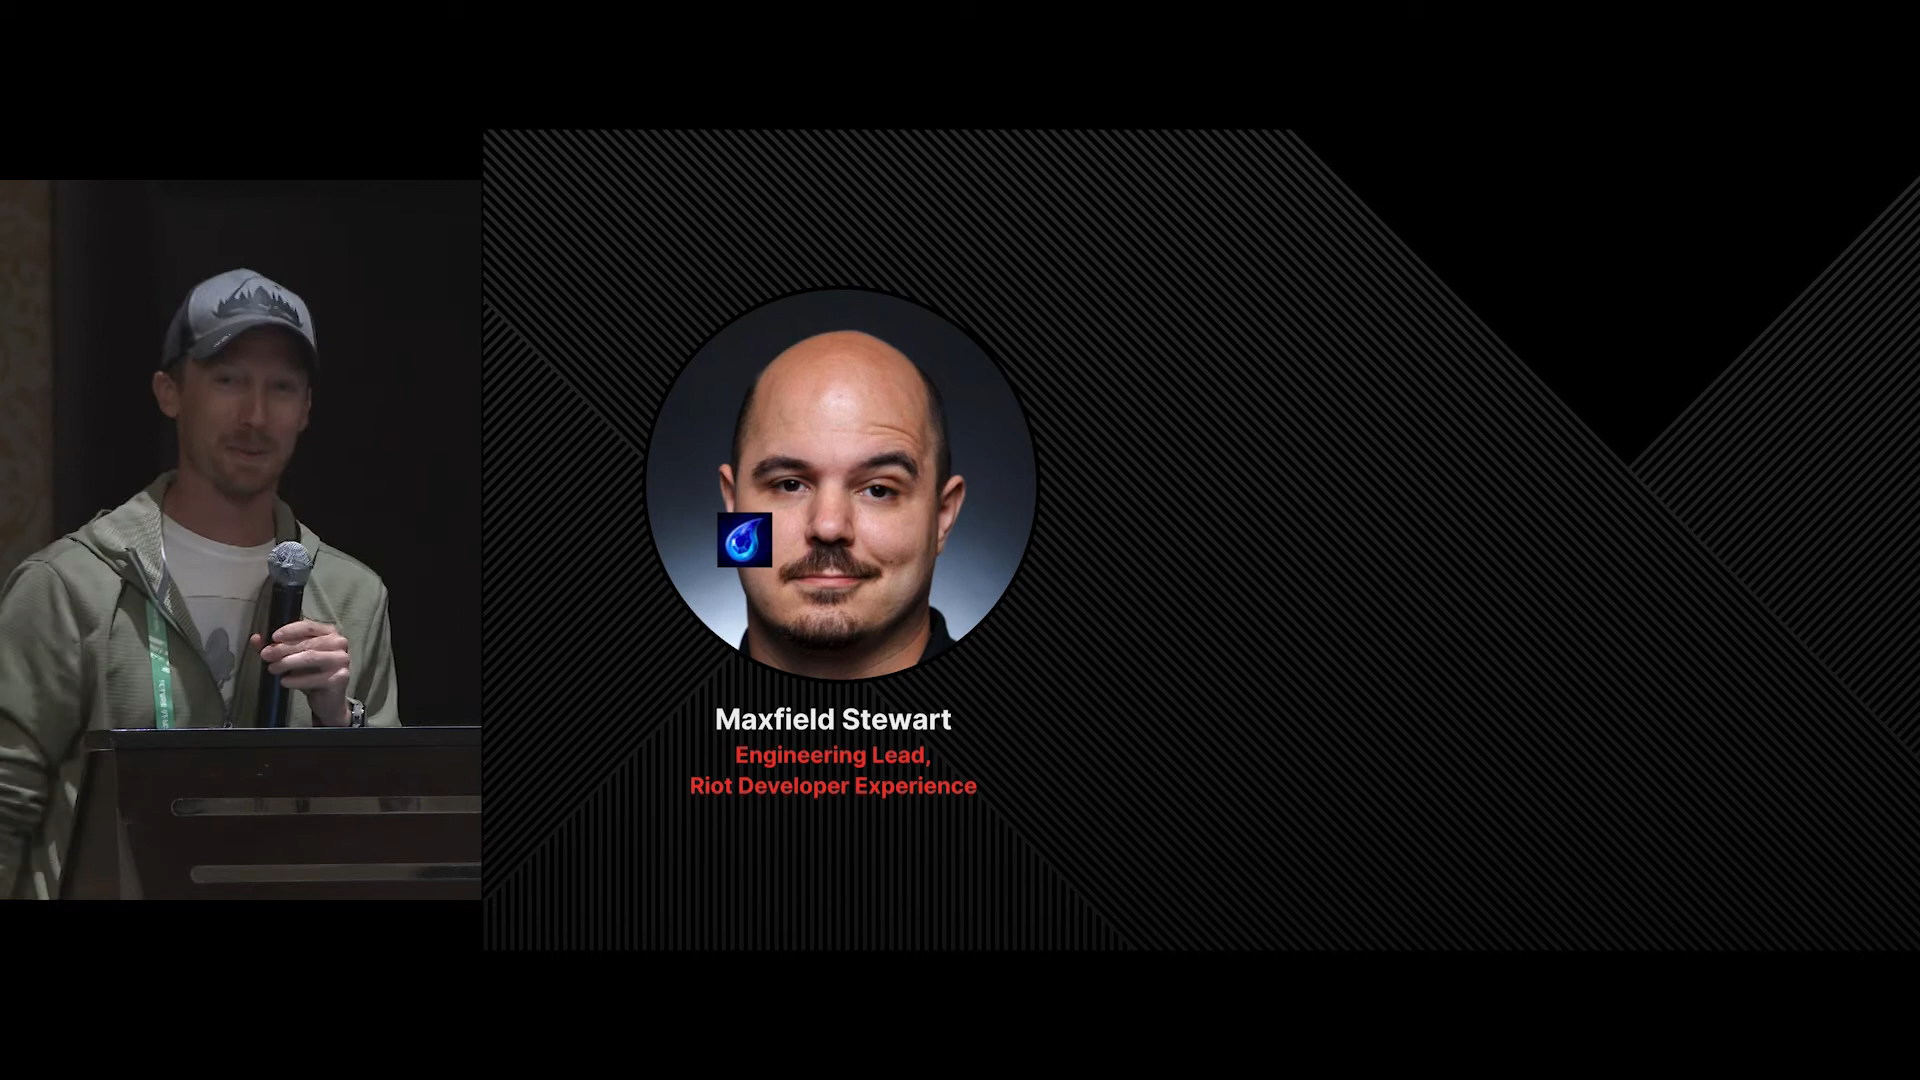 Maxfield Stewart
Engineering Lead,
Riot Developer Experience